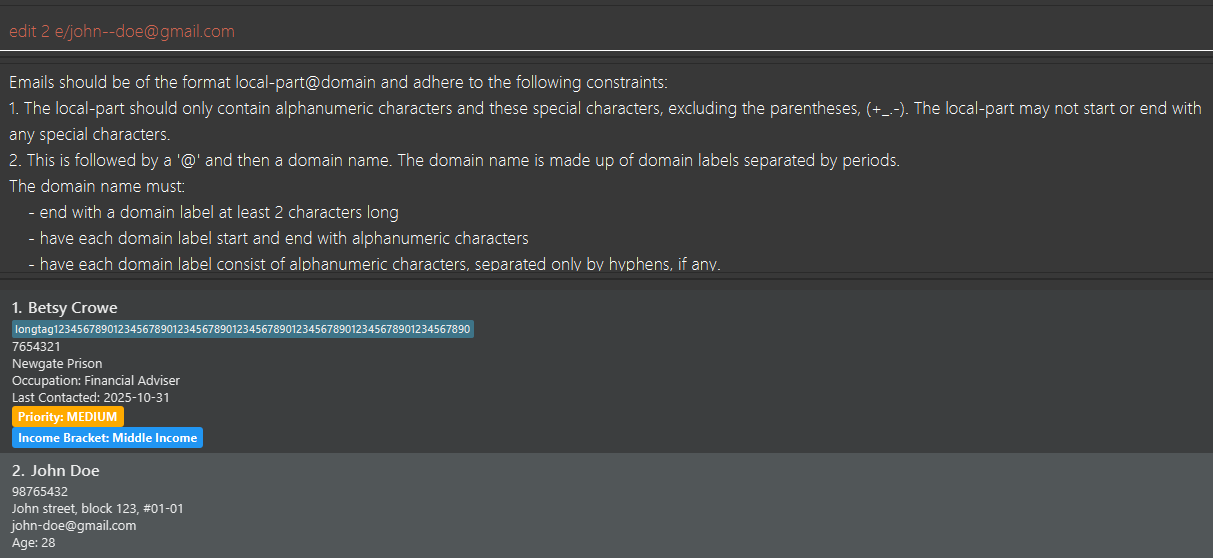 edit 2 e/john--doe@gmail.com
Emails should be of the format local-part@domain and adhere to the following constraints:
1. The local-part should only contain alphanumeric characters and these special characters, excluding the parentheses, (+_.-). The local-part may not start or end with
any special characters.
2. This is followed by a '@' and then a domain name. The domain name is made up of domain labels separated by periods.
The domain name must:
- end with a domain label at least 2 characters long
- have each domain label start and end with alphanumeric characters
- have each domain label consist of alphanumeric characters, separated only by hyphens, if any.
1. Betsy Crowe
longtag1234567890123456789012345678901234567890123456789012345678901234567890
7654321
Newgate Prison
Occupation: Financial Adviser
Last Contacted: 2025-10-31
Priority: MEDIUM
Income Bracket: Middle Income
2. John Doe
98765432
John street, block 123, #01-01
john-doe@gmail.com
Age: 28